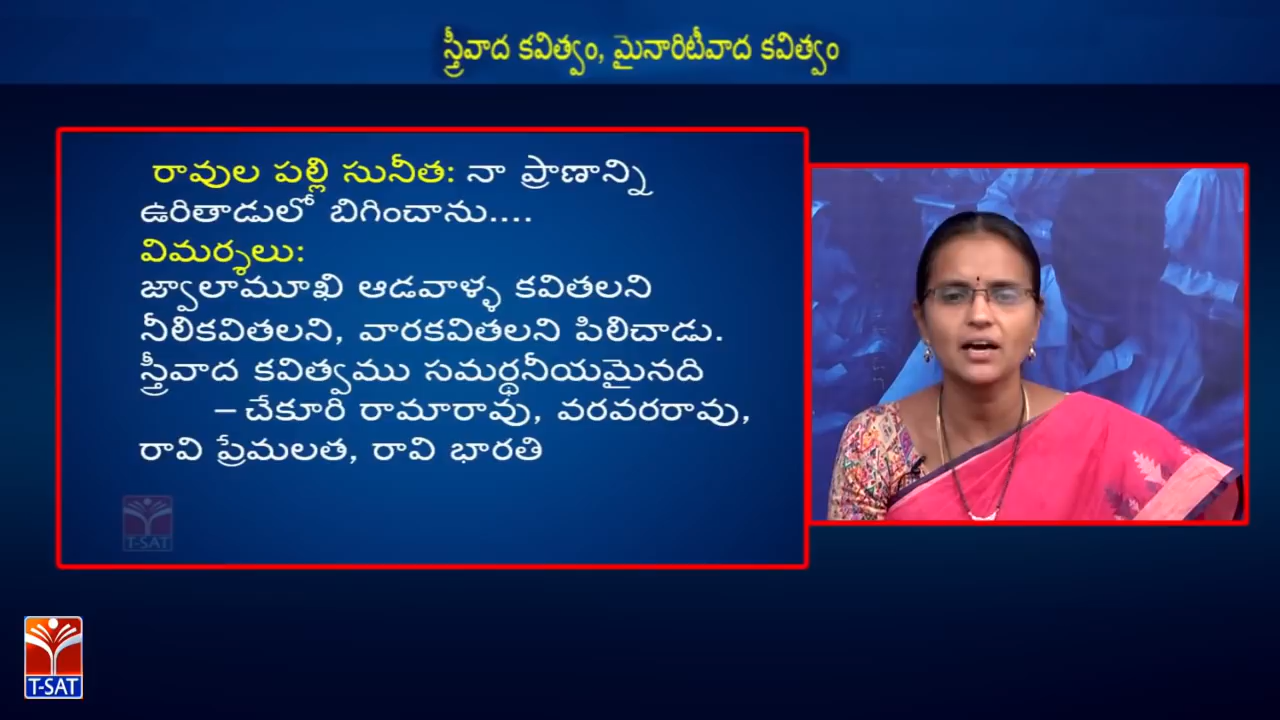 స్త్రీవాద కవిత్వం, మైనారిటీవాద కవిత్వం
రావుల పల్లి సునీత: నా ప్రాణాన్ని
ఉరితాడులో బిగించాను....
విమర్శలు:
జ్వాలామూఖి ఆడవాళ్ళ కవితలని
నీలికవితలని, వారకవితలని పిలిచాడు.
స్త్రీవాద కవిత్వము సమర్థనీయమైనది
– చేకూరి రామారావు, వరవరరావు,
రావి ప్రేమలత, రావి భారతి
T-SAT
T-SAT